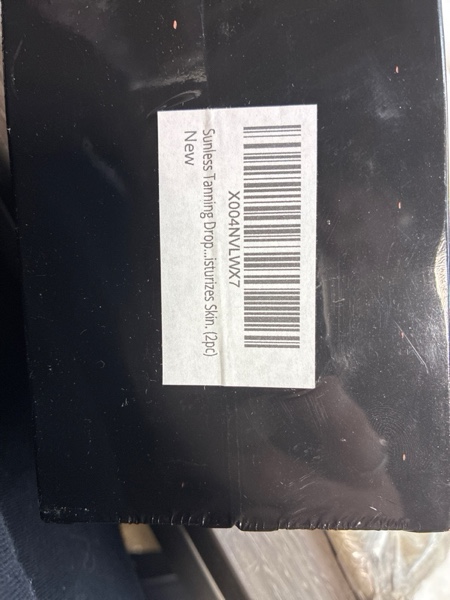 X004NVLWX7
Sunless Tanning Drop...isturizes Skin. (2pc)
New